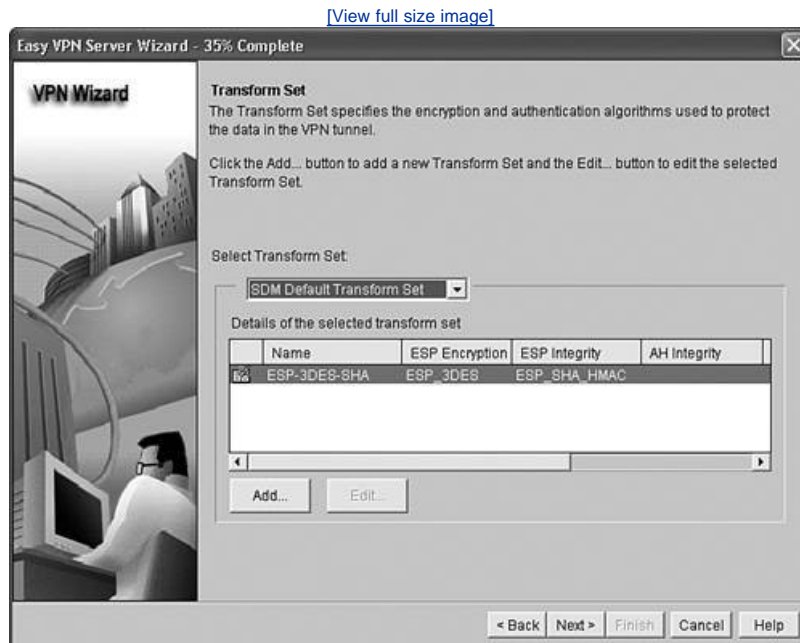 [View full size image]
Easy VPN Server Wizard - 35% Complete
VPN Wizard
Transform Set
The Transform Set specifies the encryption and authentication algorithms used to protect
the data in the VPN tunnel.
Click the Add... button to add a new Transform Set and the Edit... button to edit the selected
Transform Set.
Select Transform Set:
SDM Default Transform Set
Details of the selected transform set
Name ESP Encryption ESP Integrity AH Integrity
ESP-3DES-SHA ESP_3DES ESP_SHA_HMAC
Add... Edit...
< Back Next > Finish Cancel Help